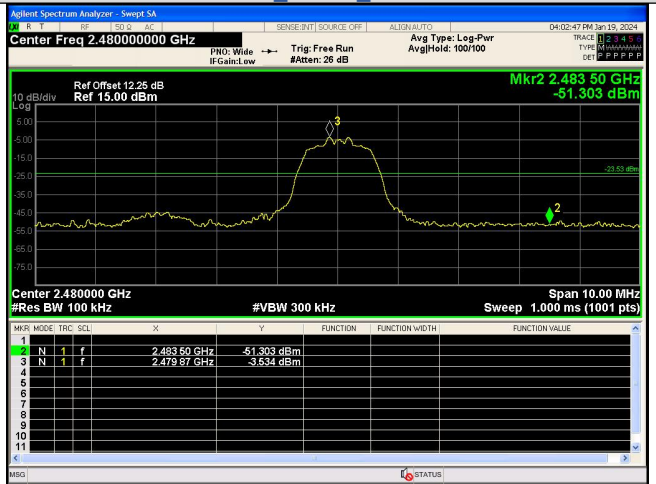 Agilent Spectrum Analyzer - Swept SA
R T RF 50 Ω AC SENSE:INT SOURCE OFF ALIGN AUTO 04:02:47 PM Jan 19, 2024
Center Freq 2.480000000 GHz
PNO: Wide
IFGain:Low
Trig: Free Run
#Atten: 26 dB
Avg Type: Log-Pwr
Avg|Hold: 100/100
TRACE 1 2 3 4 5 6
TYPE M
DET P P P P P P
Mkr2 2.483 50 GHz
-51.303 dBm
Ref Offset 12.25 dB
10 dB/div Ref 15.00 dBm
Log
5.00
-5.00
-15.0
-25.0
-35.0
-45.0
-55.0
-65.0
-75.0
3
-23.53 dBm
2
Center 2.480000 GHz Span 10.00 MHz
#Res BW 100 kHz #VBW 300 kHz Sweep 1.000 ms (1001 pts)
MKR MODE TRC SCL X Y FUNCTION FUNCTION WIDTH FUNCTION VALUE
1
2 N 1 f 2.483 50 GHz -51.303 dBm
3 N 1 f 2.479 87 GHz -3.534 dBm
4
5
6
7
8
9
10
11
MSG STATUS